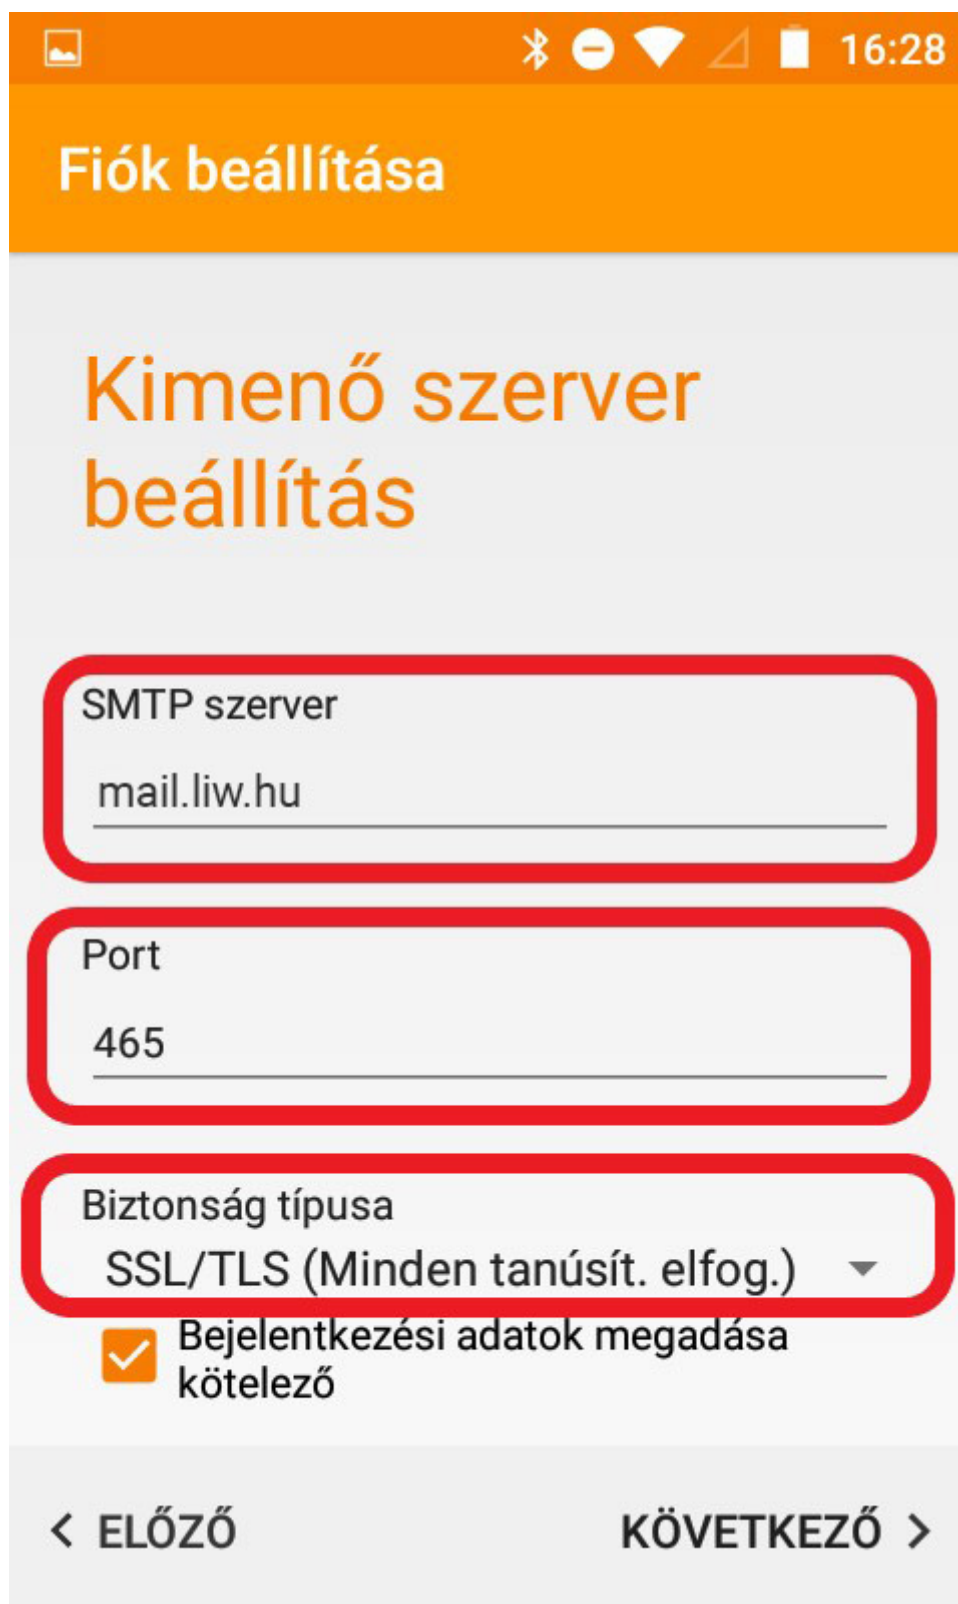 16:28
Fiók beállítása
Kimenő szerver
beállítás
SMTP szerver
mail.liw.hu
Port
465
Biztonság típusa
SSL/TLS (Minden tanúsít. elfog.)
Bejelentkezési adatok megadása
kötelező
ELŐZŐ
KÖVETKEZŐ